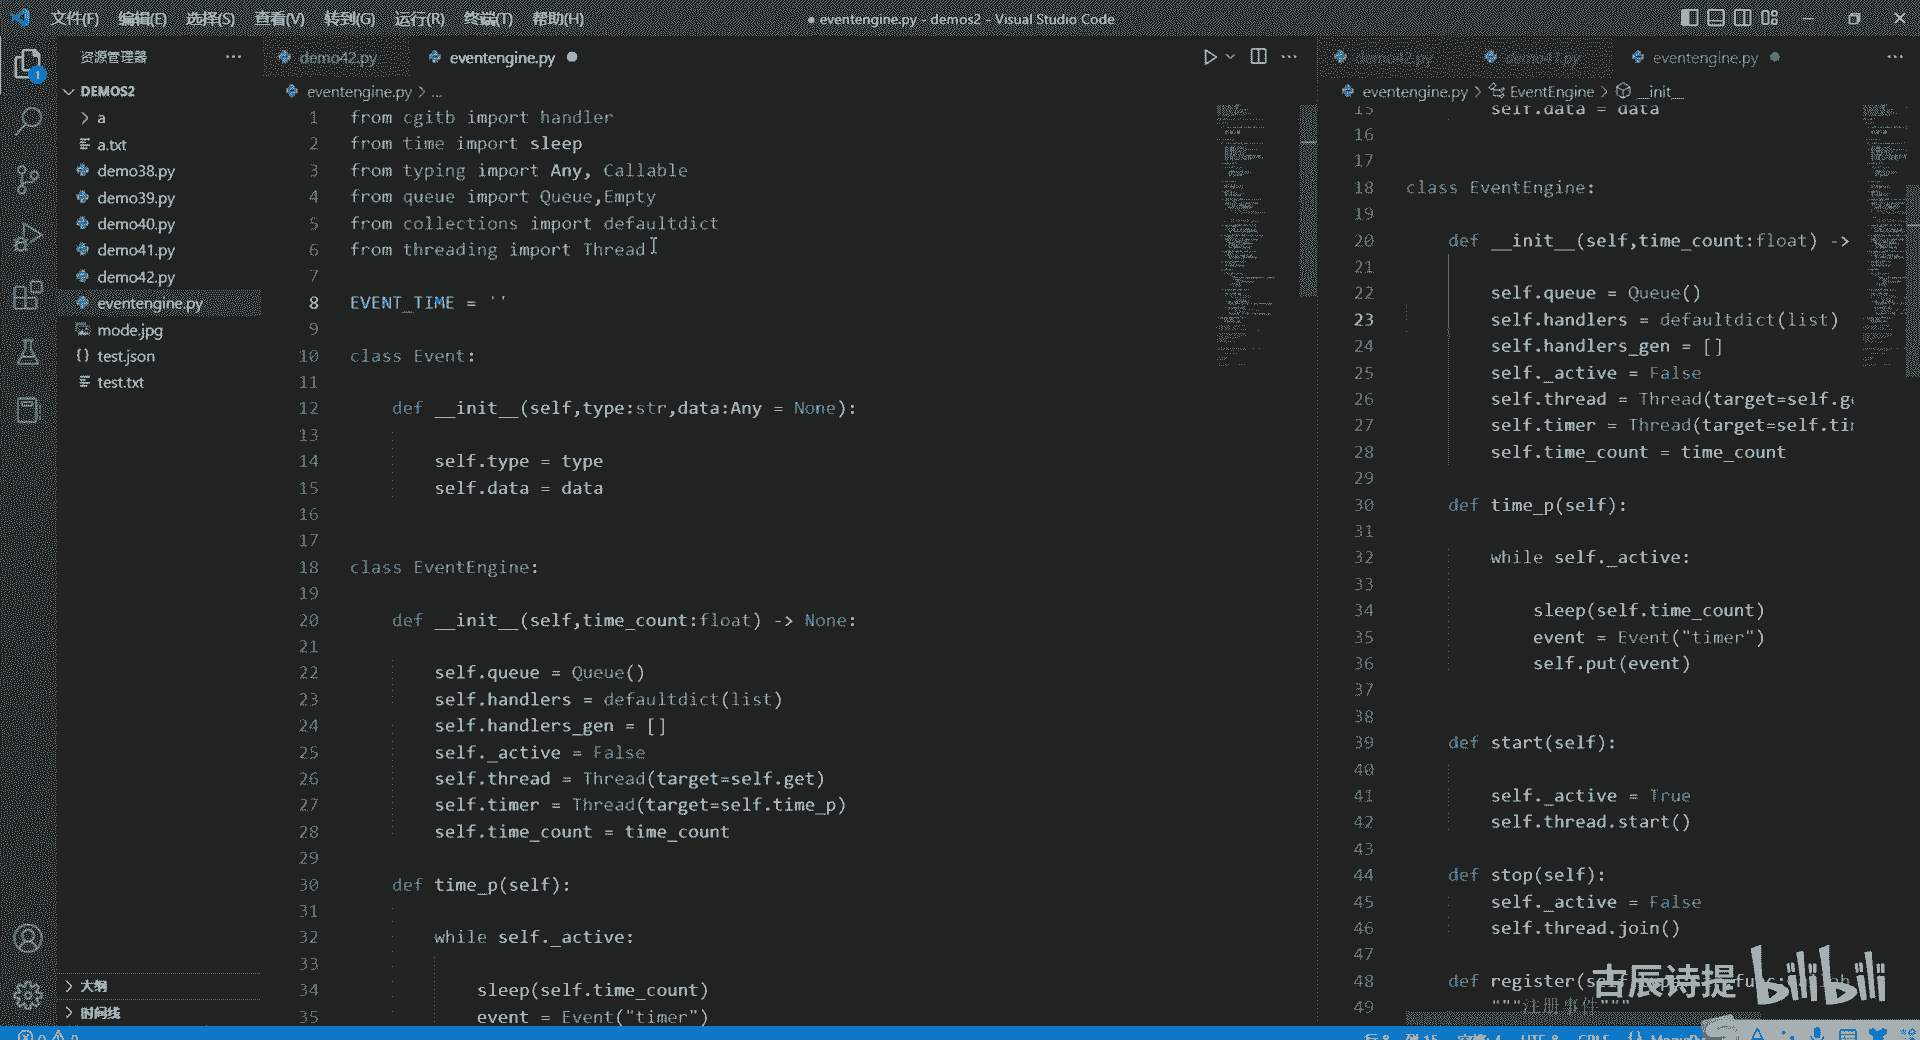 文件(F) 编辑(E) 选择(S) 查看(V) 转到(G) 运行(R) 终端(T) 帮助(H)
● eventengine.py - demos2 - Visual Studio Code
资源管理器
DEMOS2
a
a.txt
demo38.py
demo39.py
demo40.py
demo41.py
demo42.py
eventengine.py
mode.jpg
{} test.json
test.txt
大纲
时间线
1
demo42.py
eventengine.py
eventengine.py > ...
1 from cgitb import handler
2 from time import sleep
3 from typing import Any, Callable
4 from queue import Queue,Empty
5 from collections import defaultdict
6 from threading import Thread
7
8 EVENT_TIME = ''
9
10 class Event:
11
12 def __init__(self,type:str,data:Any = None):
13
14 self.type = type
15 self.data = data
16
17
18 class EventEngine:
19
20 def __init__(self,time_count:float) -> None:
21
22 self.queue = Queue()
23 self.handlers = defaultdict(list)
24 self.handlers_gen = []
25 self._active = False
26 self.thread = Thread(target=self.get)
27 self.timer = Thread(target=self.time_p)
28 self.time_count = time_count
29
30 def time_p(self):
31
32 while self._active:
33
34 sleep(self.time_count)
35 event = Event("timer")
demo42.py demo41.py eventengine.py
eventengine.py > EventEngine > __init__
15 self.data = data
16
17
18 class EventEngine:
19
20 def __init__(self,time_count:float) ->
21
22 self.queue = Queue()
23 self.handlers = defaultdict(list)
24 self.handlers_gen = []
25 self._active = False
26 self.thread = Thread(target=self.ge
27 self.timer = Thread(target=self.tim
28 self.time_count = time_count
29
30 def time_p(self):
31
32 while self._active:
33
34 sleep(self.time_count)
35 event = Event("timer")
36 self.put(event)
37
38
39 def start(self):
40
41 self._active = True
42 self.thread.start()
43
44 def stop(self):
45 self._active = False
46 self.thread.join()
47
48 def register(se
49 """注册事件"""
古辰诗提 bilibili